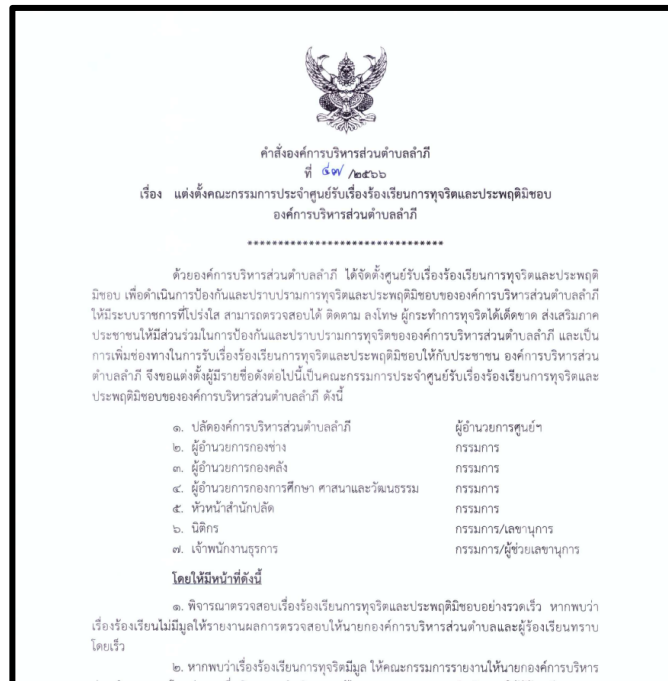 คำสั่งองค์การบริหารส่วนตำบลลำภี
ที่ ๔๗ /๒๕๖๖
เรื่อง แต่งตั้งคณะกรรมการประจำศูนย์รับเรื่องร้องเรียนการทุจริตและประพฤติมิชอบ
องค์การบริหารส่วนตำบลลำภี
*********************************
ด้วยองค์การบริหารส่วนตำบลลำภี ได้จัดตั้งศูนย์รับเรื่องร้องเรียนการทุจริตและประพฤติ
มิชอบ เพื่อดำเนินการป้องกันและปราบปรามการทุจริตและประพฤติมิชอบขององค์การบริหารส่วนตำบลลำภี
ให้มีระบบราชการที่โปร่งใส สามารถตรวจสอบได้ ติดตาม ลงโทษ ผู้กระทำการทุจริตได้เด็ดขาด ส่งเสริมภาค
ประชาชนให้มีส่วนร่วมในการป้องกันและปราบปรามการทุจริตขององค์การบริหารส่วนตำบลลำภี และเป็น
การเพิ่มช่องทางในการรับเรื่องร้องเรียนการทุจริตและประพฤติมิชอบให้กับประชาชน องค์การบริหารส่วน
ตำบลลำภี จึงขอแต่งตั้งผู้มีรายชื่อดังต่อไปนี้เป็นคณะกรรมการประจำศูนย์รับเรื่องร้องเรียนการทุจริตและ
ประพฤติมิชอบขององค์การบริหารส่วนตำบลลำภี ดังนี้
๑. ปลัดองค์การบริหารส่วนตำบลลำภี ผู้อำนวยการศูนย์ฯ
๒. ผู้อำนวยการกองช่าง กรรมการ
๓. ผู้อำนวยการกองคลัง กรรมการ
๔. ผู้อำนวยการกองการศึกษา ศาสนาและวัฒนธรรม กรรมการ
๕. หัวหน้าสำนักปลัด กรรมการ
๖. นิติกร กรรมการ/เลขานุการ
๗. เจ้าพนักงานธุรการ กรรมการ/ผู้ช่วยเลขานุการ
โดยให้มีหน้าที่ดังนี้
๑. พิจารณาตรวจสอบเรื่องร้องเรียนการทุจริตและประพฤติมิชอบอย่างรวดเร็ว หากพบว่า
เรื่องร้องเรียนไม่มีมูลให้รายงานผลการตรวจสอบให้นายกองค์การบริหารส่วนตำบลและผู้ร้องเรียนทราบ
โดยเร็ว
๒. หากพบว่าเรื่องร้องเรียนการทุจริตมีมูล ให้คณะกรรมการรายงานให้นายกองค์การบริหาร